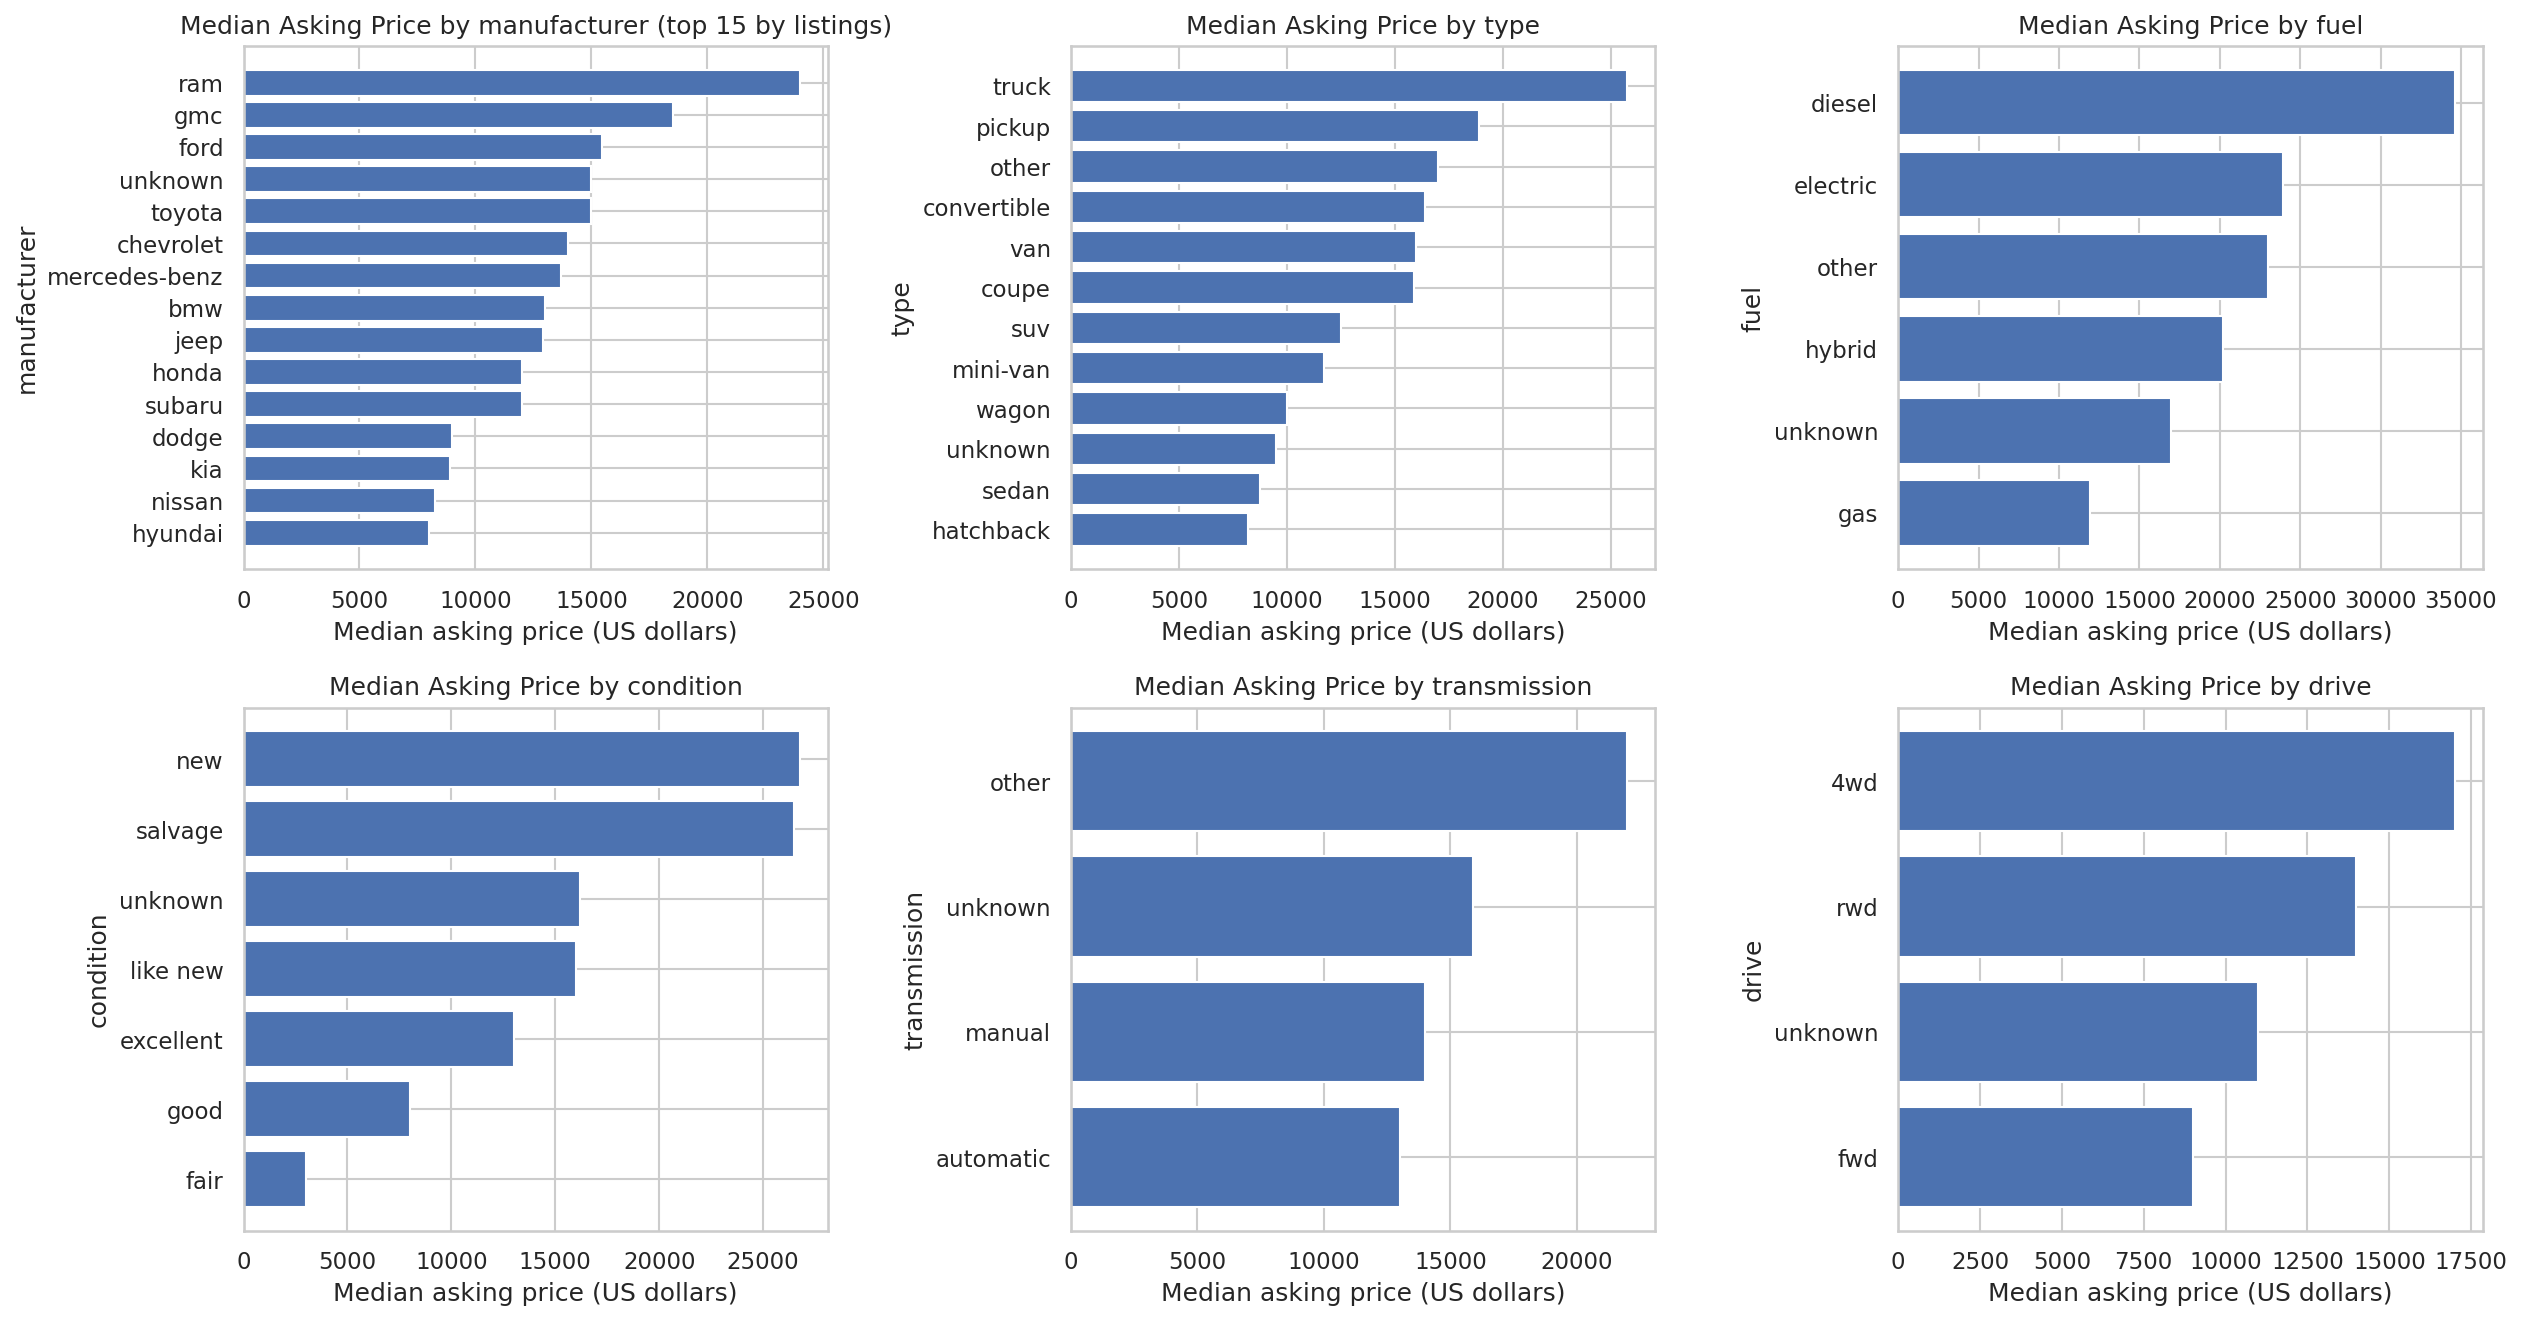 Median Asking Price by manufacturer (top 15 by listings)
manufacturer
ram
gmc
ford
unknown
toyota
chevrolet
mercedes-benz
bmw
jeep
honda
subaru
dodge
kia
nissan
hyundai
0 5000 10000 15000 20000 25000
Median asking price (US dollars)
Median Asking Price by type
type
truck
pickup
other
convertible
van
coupe
suv
mini-van
wagon
unknown
sedan
hatchback
0 5000 10000 15000 20000 25000
Median asking price (US dollars)
Median Asking Price by fuel
fuel
diesel
electric
other
hybrid
unknown
gas
0 5000 10000 15000 20000 25000 30000 35000
Median asking price (US dollars)
Median Asking Price by condition
condition
new
salvage
unknown
like new
excellent
good
fair
0 5000 10000 15000 20000 25000
Median asking price (US dollars)
Median Asking Price by transmission
transmission
other
unknown
manual
automatic
0 5000 10000 15000 20000
Median asking price (US dollars)
Median Asking Price by drive
drive
4wd
rwd
unknown
fwd
0 2500 5000 7500 10000 12500 15000 17500
Median asking price (US dollars)